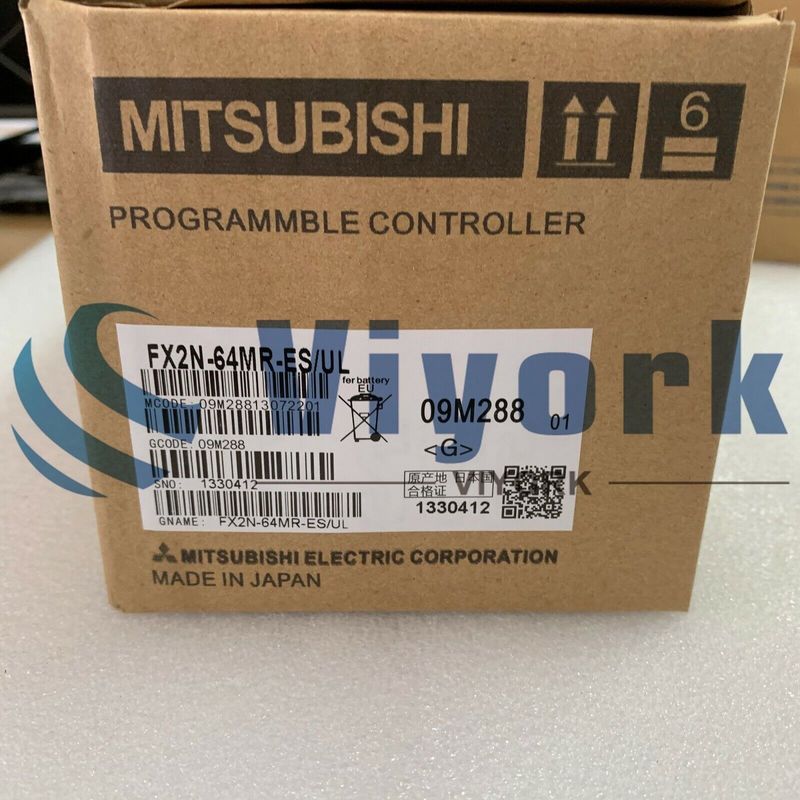 MITSUBISHI
6
PROGRAMMBLE CONTROLLER
Viyork
FX2N-64MR-ES/UL
for battery
EU
MCODE: 09M28813072201
09M288 01
GCODE: 09M288
<G>
原产地 日本国
合格证
VIYORK
SNO: 1330412
1330412
GNAME: FX2N-64MR-ES/UL
MITSUBISHI ELECTRIC CORPORATION
MADE IN JAPAN